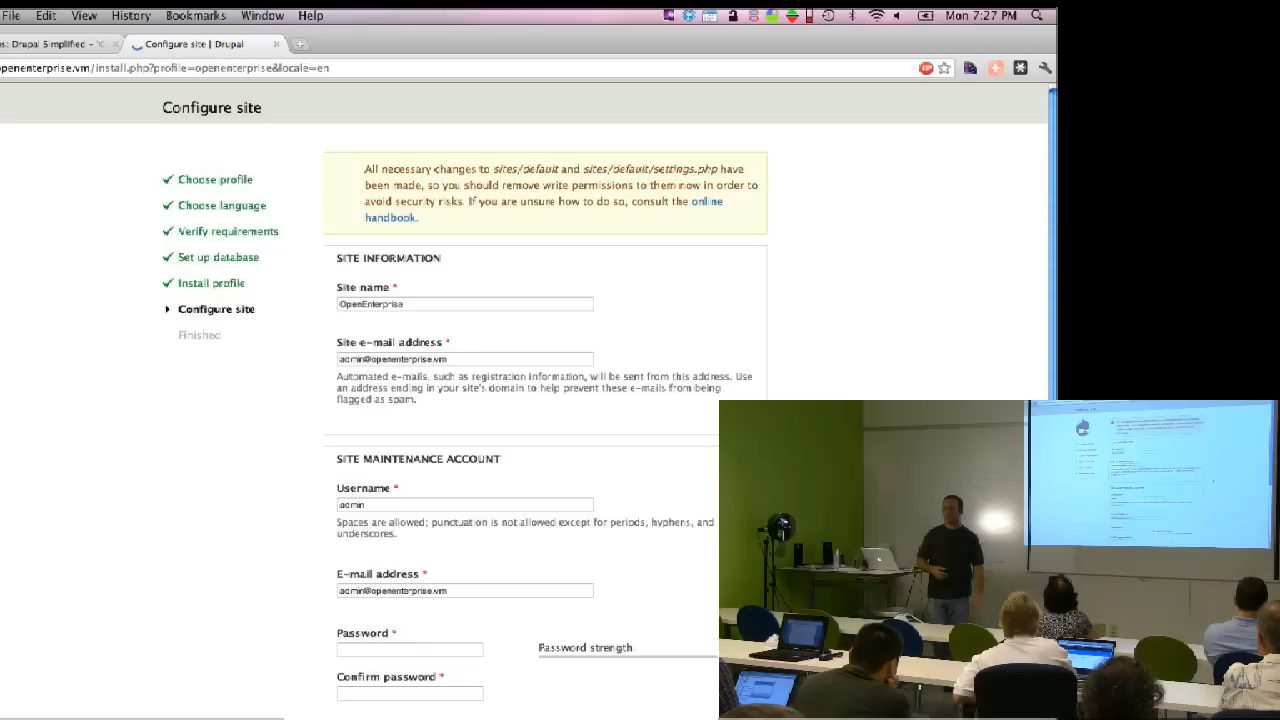 File Edit View History Bookmarks Window Help Mon 7:27 PM
s: Drupal Simplified – Configure site | Drupal
openenterprise.vm/install.php?profile=openenterprise&locale=en
Configure site
Choose profile
Choose language
Verify requirements
Set up database
Install profile
Configure site
Finished
All necessary changes to sites/default and sites/default/settings.php have
been made, so you should remove write permissions to them now in order to
avoid security risks. If you are unsure how to do so, consult the online
handbook.
SITE INFORMATION
Site name *
OpenEnterprise
Site e-mail address *
admin@openenterprise.vm
Automated e-mails, such as registration information, will be sent from this address. Use
an address ending in your site's domain to help prevent these e-mails from being
flagged as spam.
SITE MAINTENANCE ACCOUNT
Username *
admin
Spaces are allowed; punctuation is not allowed except for periods, hyphens, and
underscores.
E-mail address *
admin@openenterprise.vm
Password *
Password strength:
Confirm password *